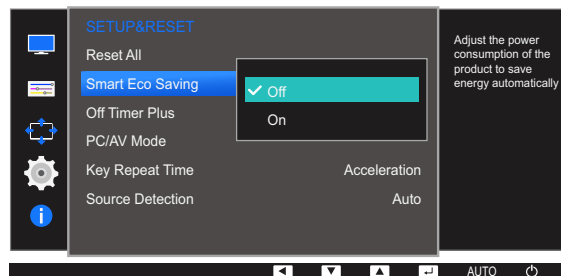 SETUP&RESET
Reset All
Smart Eco Saving
Off
On
Off Timer Plus
PC/AV Mode
Key Repeat Time Acceleration
Source Detection Auto
Adjust the power
consumption of the
product to save
energy automatically
AUTO